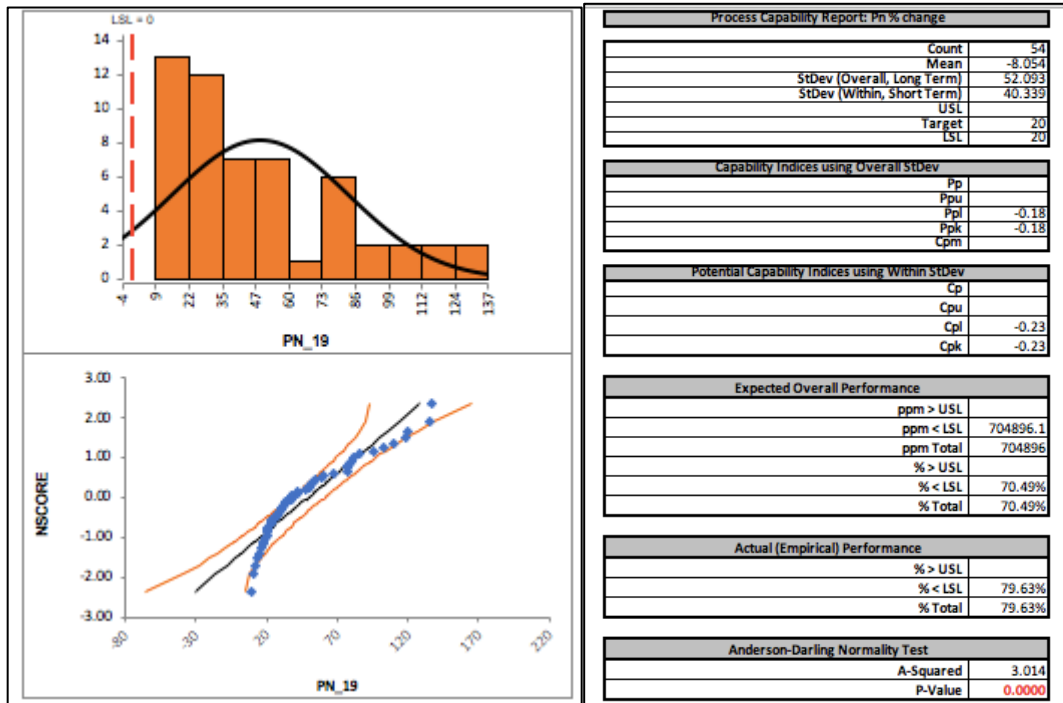 LSL = 0
14
12
10
8
6
4
2
0
-4 9 22 35 47 60 73 86 99 112 124 137
PN_19
3.00
2.00
1.00
0.00
-1.00
-2.00
-3.00
NSCORE
-80 -30 20 70 120 170 220
PN_19
Process Capability Report: Pn % change
Count 54
Mean -8.054
StDev (Overall, Long Term) 52.093
StDev (Within, Short Term) 40.339
USL
Target 20
LSL 20
Capability Indices using Overall StDev
Pp
Ppu
Ppl -0.18
Ppk -0.18
Cpm
Potential Capability Indices using Within StDev
Cp
Cpu
Cpl -0.23
Cpk -0.23
Expected Overall Performance
ppm > USL
ppm < LSL 704896.1
ppm Total 704896
% > USL
% < LSL 70.49%
% Total 70.49%
Actual (Empirical) Performance
% > USL
% < LSL 79.63%
% Total 79.63%
Anderson-Darling Normality Test
A-Squared 3.014
P-Value 0.0000